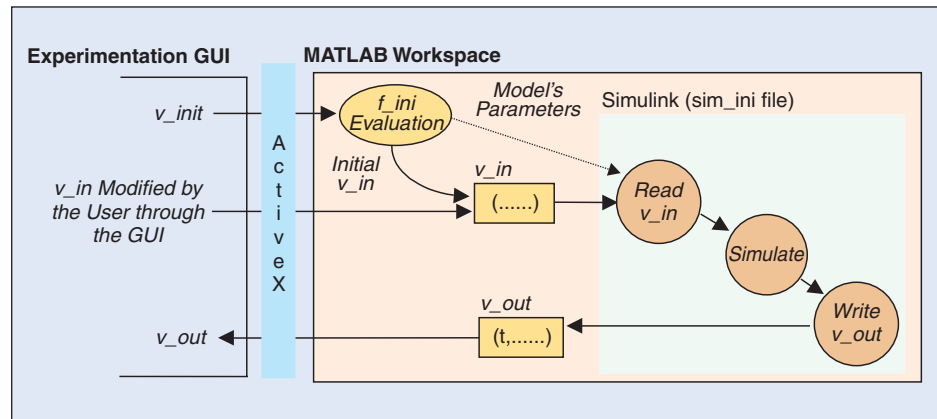 Experimentation GUI
MATLAB Workspace
v_init
f_ini
Evaluation
Model's
Parameters
Simulink (sim_ini file)
ActiveX
Initial
v_in
v_in
(......)
v_in Modified by
the User through
the GUI
Read
v_in
Simulate
v_out
v_out
(t,......)
Write
v_out